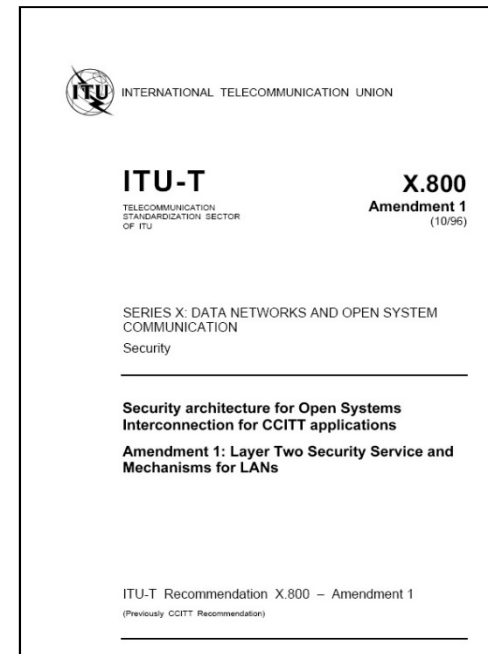 ITU
INTERNATIONAL TELECOMMUNICATION UNION
ITU-T
TELECOMMUNICATION
STANDARDIZATION SECTOR
OF ITU
X.800
Amendment 1
(10/96)
SERIES X: DATA NETWORKS AND OPEN SYSTEM
COMMUNICATION
Security
Security architecture for Open Systems
Interconnection for CCITT applications
Amendment 1: Layer Two Security Service and
Mechanisms for LANs
ITU-T Recommendation X.800 – Amendment 1
(Previously CCITT Recommendation)